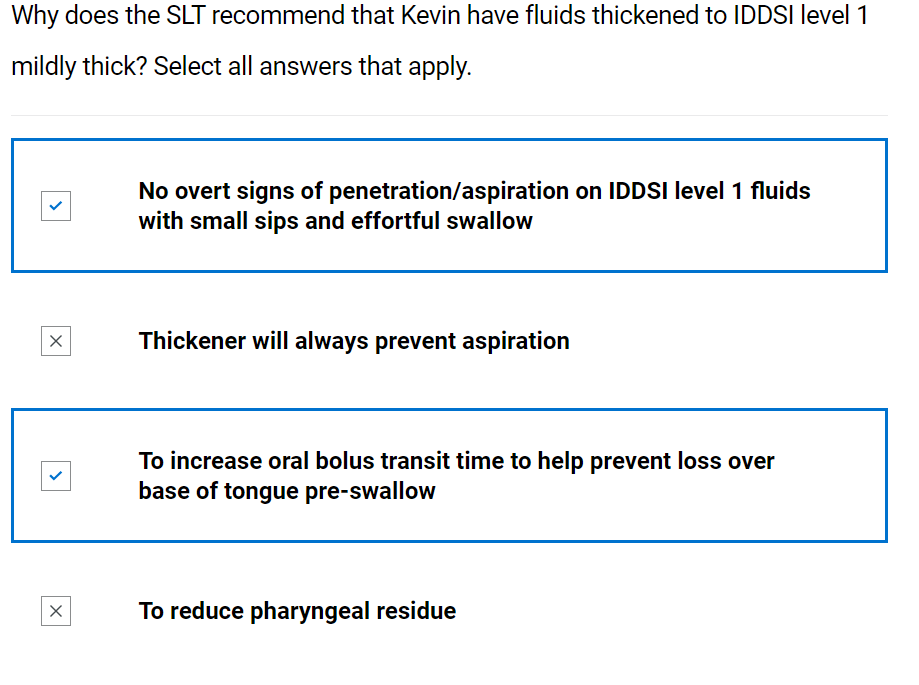 Why does the SLT recommend that Kevin have fluids thickened to IDDSI level 1
mildly thick? Select all answers that apply.
No overt signs of penetration/aspiration on IDDSI level 1 fluids
with small sips and effortful swallow
Thickener will always prevent aspiration
To increase oral bolus transit time to help prevent loss over
base of tongue pre-swallow
To reduce pharyngeal residue